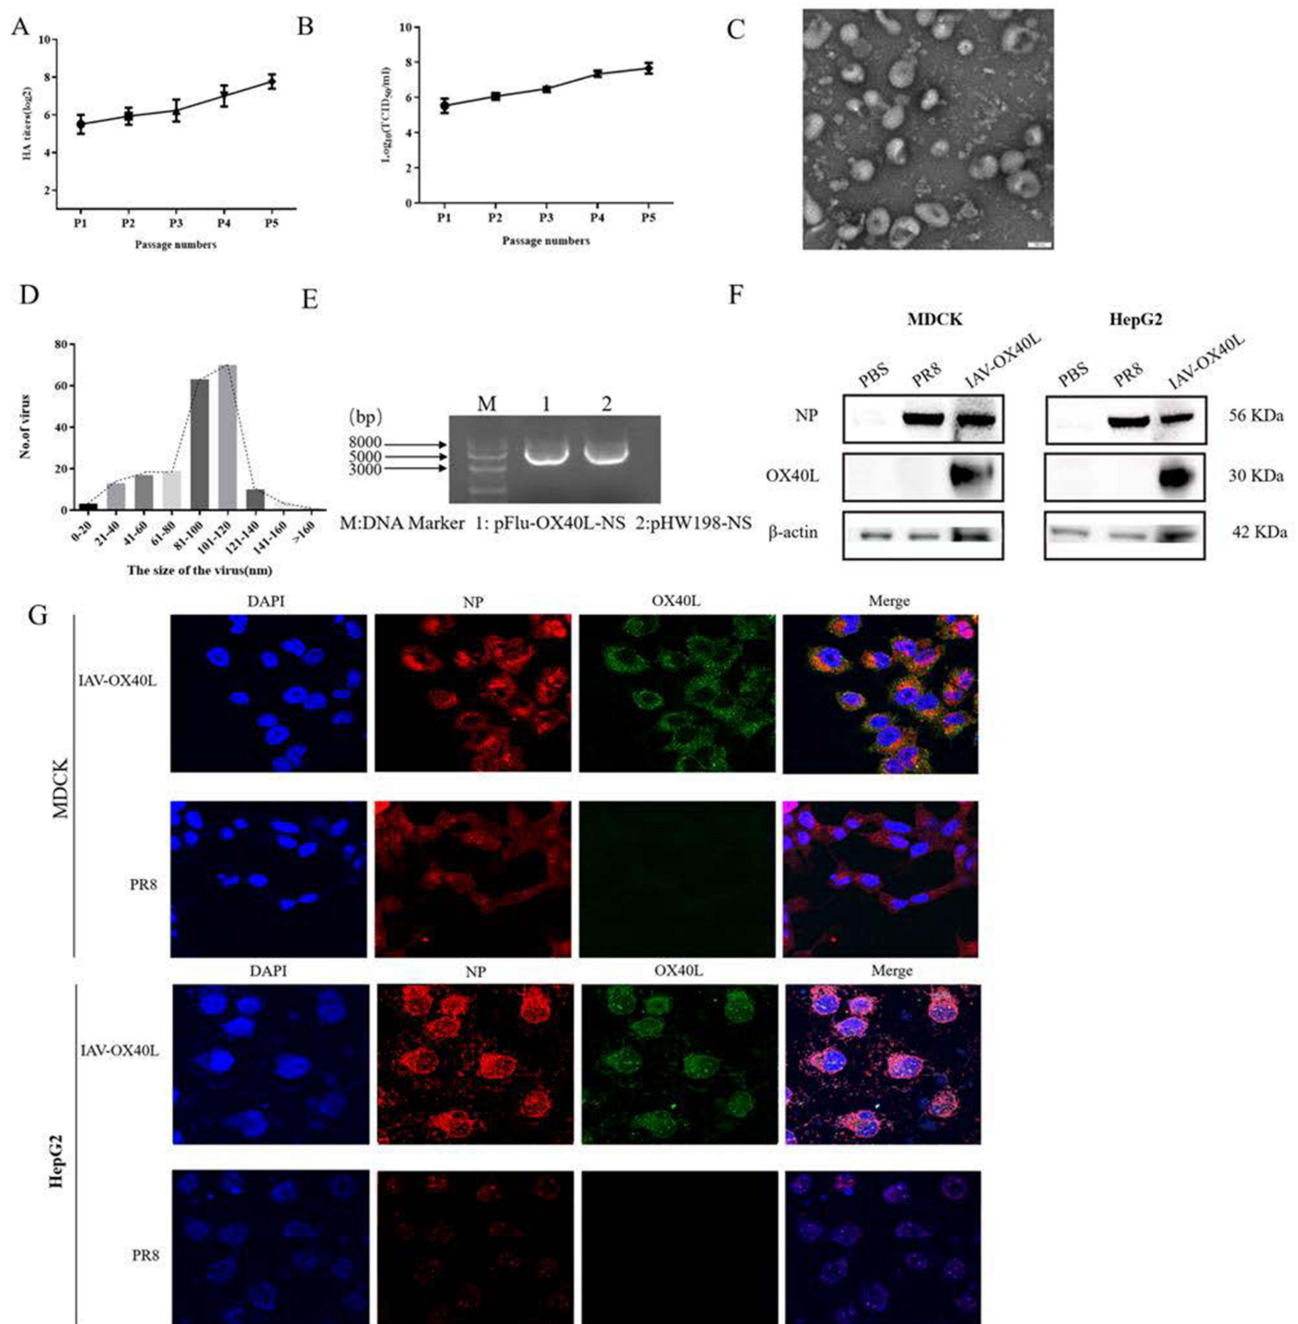 A
10
8
6
4
2
HA titers(log2)
P1 P2 P3 P4 P5
Passage numbers
B
10
8
6
4
2
0
Log10(TCID50/ml)
P1 P2 P3 P4 P5
Passage numbers
C
D
80
60
40
20
0
No.of virus
0-20 21-40 41-60 61-80 81-100 101-120 121-140 141-160 >160
The size of the virus(nm)
E
(bp) M 1 2
8000
5000
3000
M:DNA Marker 1: pFlu-OX40L-NS 2:pHW198-NS
F
MDCK HepG2
PBS PR8 IAV-OX40L PBS PR8 IAV-OX40L
NP 56 KDa
OX40L 30 KDa
β-actin 42 KDa
G
DAPI NP OX40L Merge
MDCK
IAV-OX40L
PR8
DAPI NP OX40L Merge
HepG2
IAV-OX40L
PR8